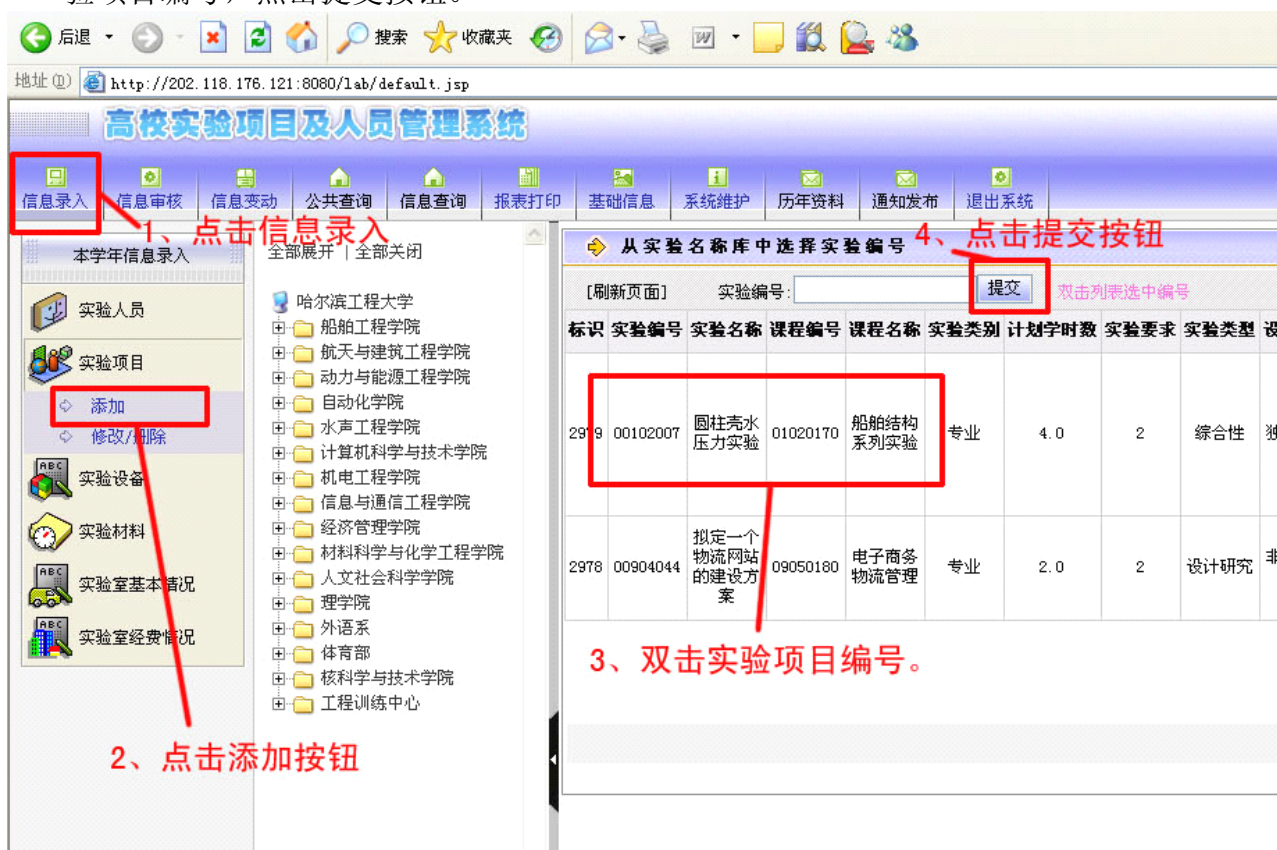 验项目编号，点击提交按钮。
后退 搜索 收藏夹
地址(D) http://202.118.176.121:8080/lab/default.jsp
高校实验项目及人员管理系统
信息录入 信息审核 信息变动 公共查询 信息查询 报表打印 基础信息 系统维护 历年资料 通知发布 退出系统
1、点击信息录入
4、点击提交按钮
本学年信息录入
实验人员
实验项目
添加
修改/删除
实验设备
实验材料
实验室基本情况
实验室经费情况
2、点击添加按钮
全部展开 | 全部关闭
哈尔滨工程大学
船舶工程学院
航天与建筑工程学院
动力与能源工程学院
自动化学院
水声工程学院
计算机科学与技术学院
机电工程学院
信息与通信工程学院
经济管理学院
材料科学与化学工程学院
人文社会科学学院
理学院
外语系
体育部
核科学与技术学院
工程训练中心
从实验名称库中选择实验编号
[刷新页面] 实验编号: 提交 双击列表选中编号
标识 实验编号 实验名称 课程编号 课程名称 实验类别 计划学时数 实验要求 实验类型 设
2979 00102007 圆柱壳水压力实验 01020170 船舶结构系列实验 专业 4.0 2 综合性 独
2978 00904044 拟定一个物流网站的建设方案 09050180 电子商务物流管理 专业 2.0 2 设计研究 非
3、双击实验项目编号。